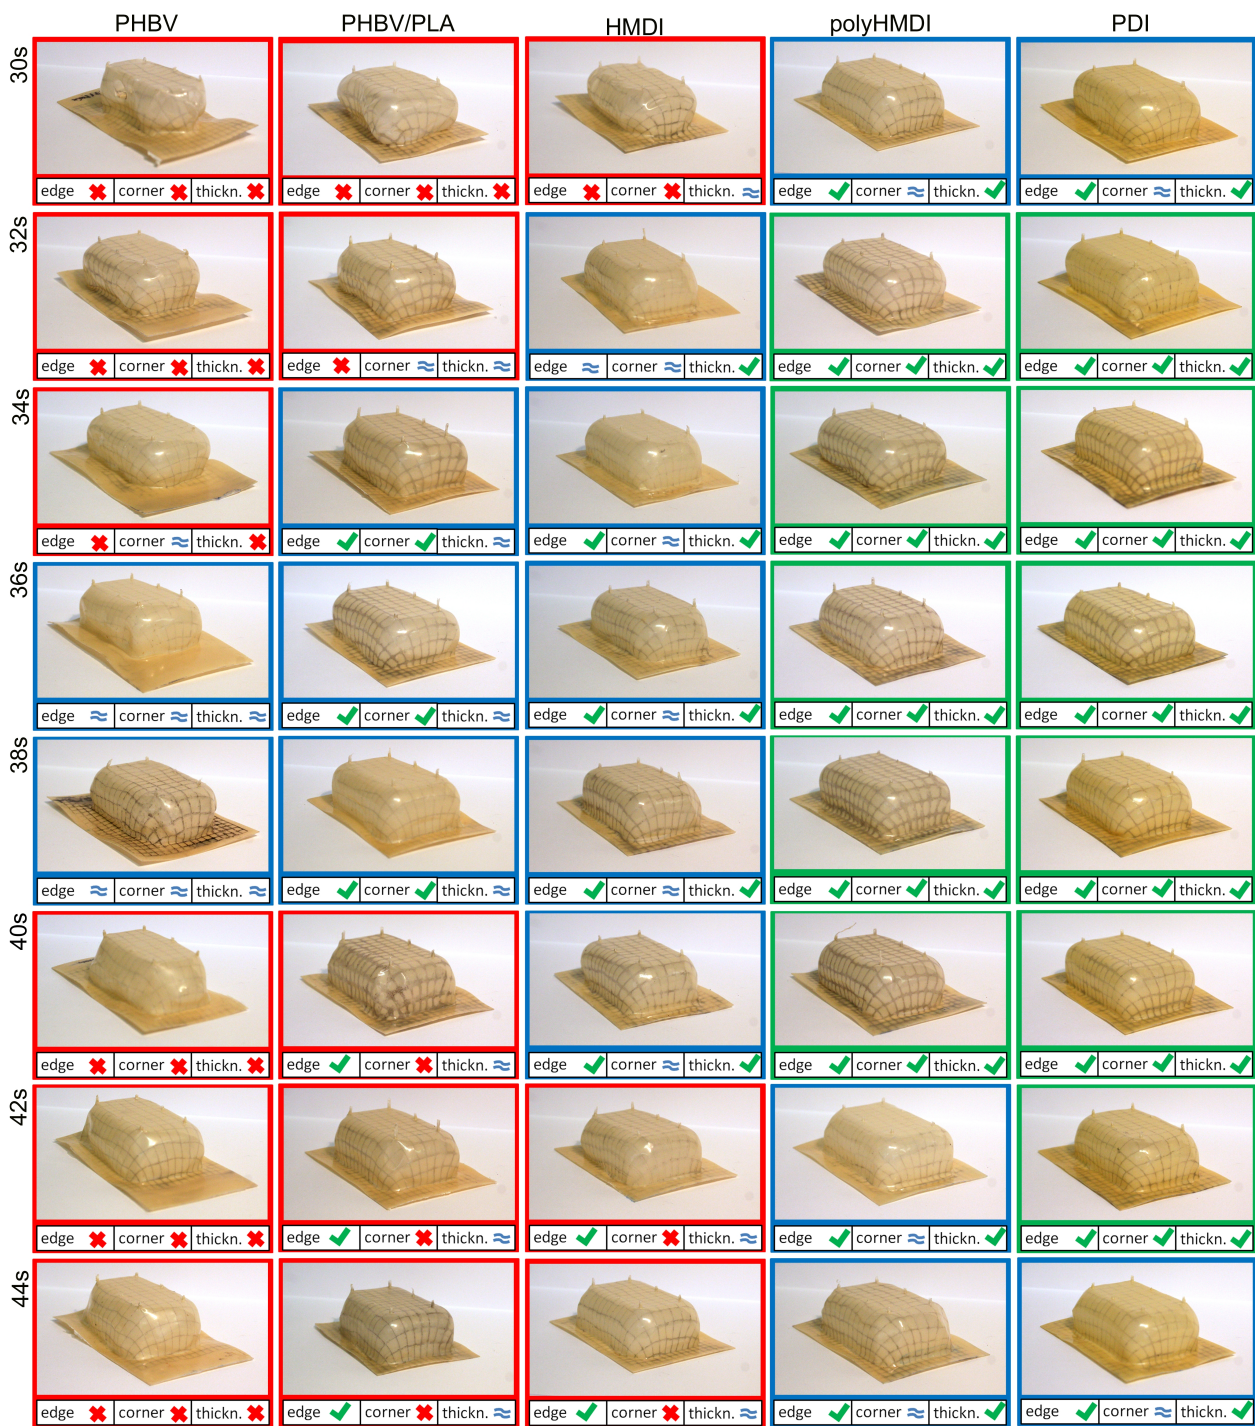 PHBV PHBV/PLA HMDI polyHMDI PDI
30s
edge corner thickn. edge corner thickn. edge corner thickn. edge corner thickn. edge corner thickn.
32s
edge corner thickn. edge corner thickn. edge corner thickn. edge corner thickn. edge corner thickn.
34s
edge corner thickn. edge corner thickn. edge corner thickn. edge corner thickn. edge corner thickn.
36s
edge corner thickn. edge corner thickn. edge corner thickn. edge corner thickn. edge corner thickn.
38s
edge corner thickn. edge corner thickn. edge corner thickn. edge corner thickn. edge corner thickn.
40s
edge corner thickn. edge corner thickn. edge corner thickn. edge corner thickn. edge corner thickn.
42s
edge corner thickn. edge corner thickn. edge corner thickn. edge corner thickn. edge corner thickn.
44s
edge corner thickn. edge corner thickn. edge corner thickn. edge corner thickn. edge corner thickn.